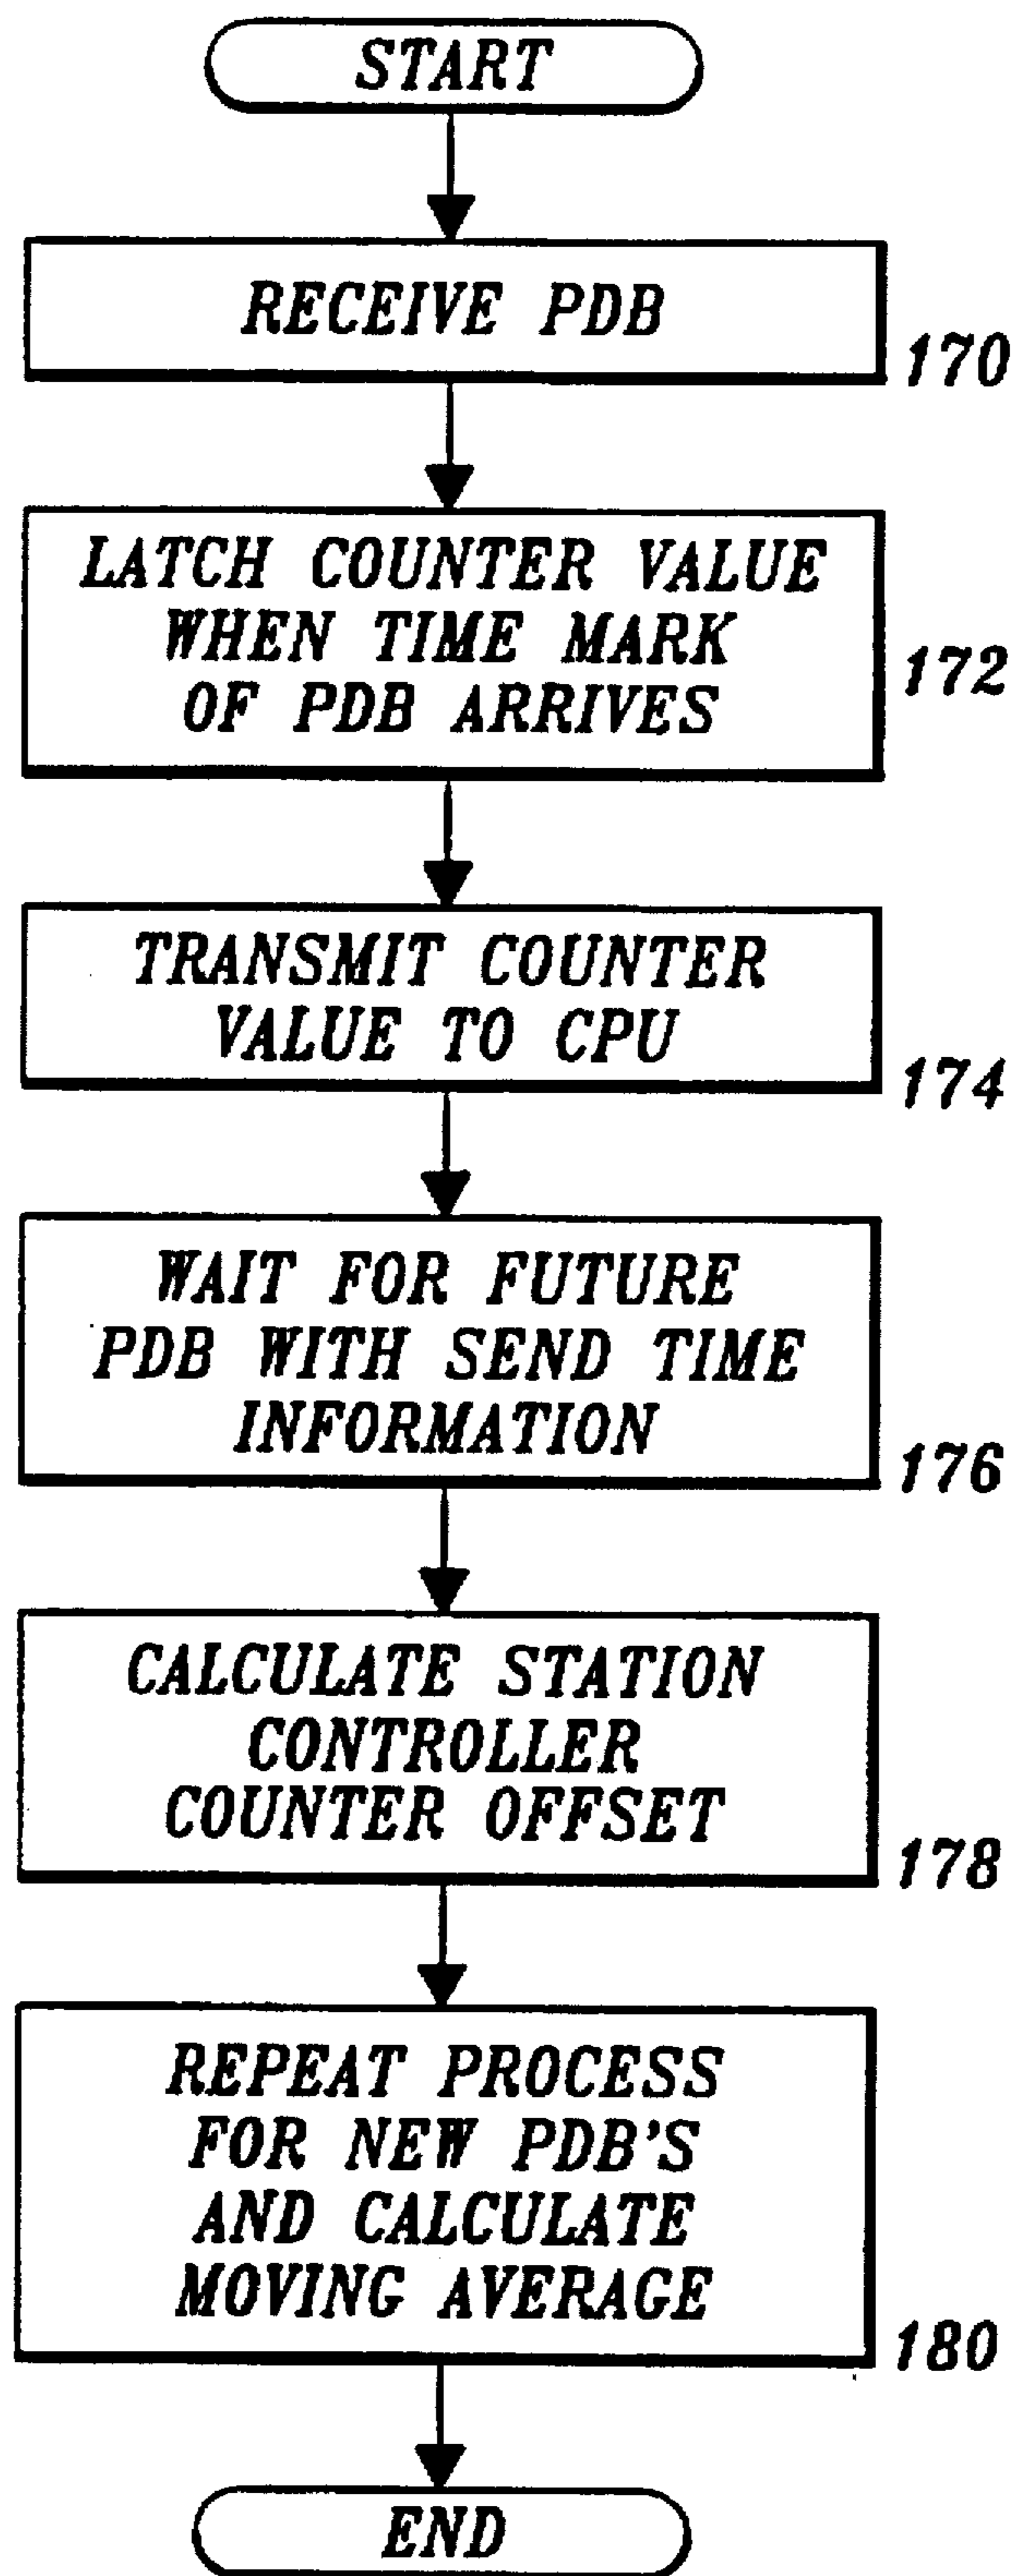 START
RECEIVE PDB
170
LATCH COUNTER VALUE
WHEN TIME MARK
OF PDB ARRIVES
172
TRANSMIT COUNTER
VALUE TO CPU
174
WAIT FOR FUTURE
PDB WITH SEND TIME
INFORMATION
176
CALCULATE STATION
CONTROLLER
COUNTER OFFSET
178
REPEAT PROCESS
FOR NEW PDB'S
AND CALCULATE
MOVING AVERAGE
180
END